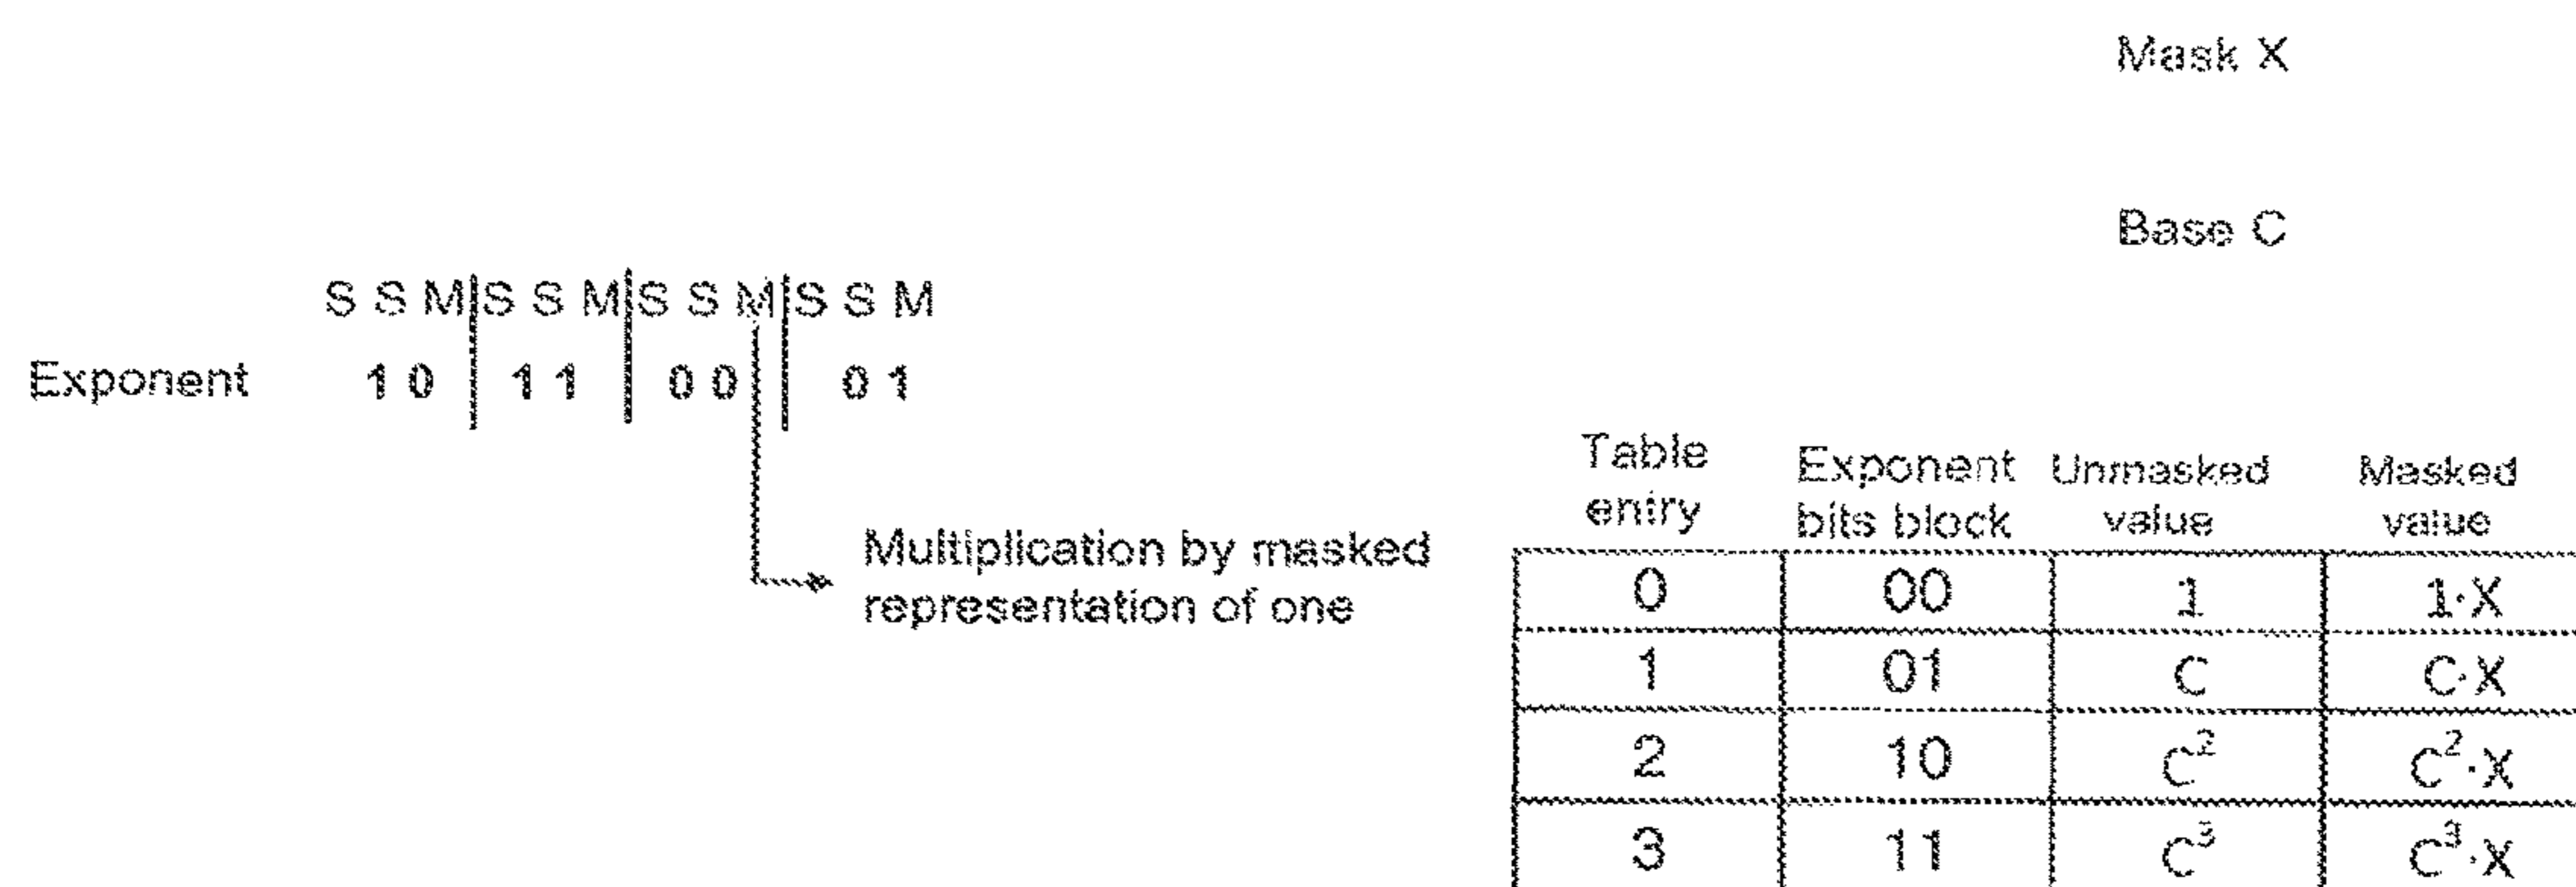 Mask X
Base C
S S M S S M S S M S S M
Exponent 1 0 1 1 0 0 0 1
Multiplication by masked
representation of one
Table entry Exponent bits block Unmasked value Masked value
0 00 1 1·X
1 01 C C·X
2 10 C² C²·X
3 11 C³ C³·X